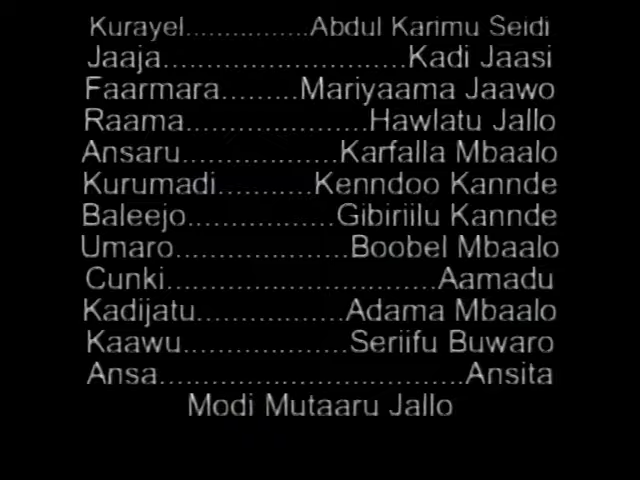 Kurayel................Abdul Karimu Seidi
Jaaja..........................Kadi Jaasi
Faarmara.........Mariyaama Jaawo
Raama....................Hawlatu Jallo
Ansaru.................Karfalla Mbaalo
Kurumadi...........Kenndoo Kannde
Baleejo................Gibiriilu Kannde
Umaro...................Boobel Mbaalo
Cunki.............................Aamadu
Kadijatu................Adama Mbaalo
Kaawu..................Seriifu Buwaro
Ansa.................................Ansita
Modi Mutaaru Jallo